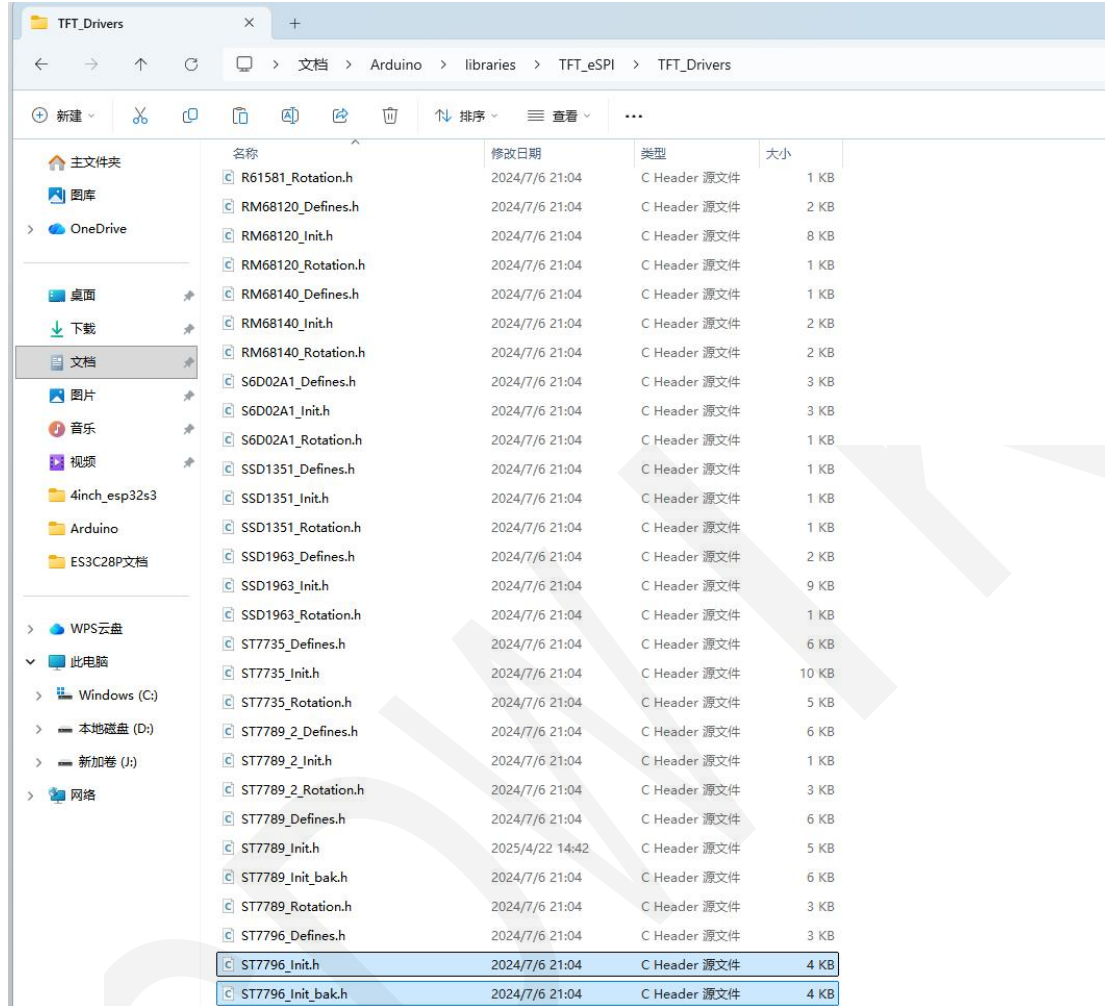 TFT_Drivers
文档 > Arduino > libraries > TFT_eSPI > TFT_Drivers
新建 排序 查看 ...
名称 修改日期 类型 大小
主文件夹
图库
OneDrive
桌面
下载
文档
图片
音乐
视频
4inch_esp32s3
Arduino
ES3C28P文档
WPS云盘
此电脑
Windows (C:)
本地磁盘 (D:)
新加卷 (J:)
网络
R61581_Rotation.h 2024/7/6 21:04 C Header 源文件 1 KB
RM68120_Defines.h 2024/7/6 21:04 C Header 源文件 2 KB
RM68120_Init.h 2024/7/6 21:04 C Header 源文件 8 KB
RM68120_Rotation.h 2024/7/6 21:04 C Header 源文件 1 KB
RM68140_Defines.h 2024/7/6 21:04 C Header 源文件 1 KB
RM68140_Init.h 2024/7/6 21:04 C Header 源文件 2 KB
RM68140_Rotation.h 2024/7/6 21:04 C Header 源文件 2 KB
S6D02A1_Defines.h 2024/7/6 21:04 C Header 源文件 3 KB
S6D02A1_Init.h 2024/7/6 21:04 C Header 源文件 3 KB
S6D02A1_Rotation.h 2024/7/6 21:04 C Header 源文件 1 KB
SSD1351_Defines.h 2024/7/6 21:04 C Header 源文件 1 KB
SSD1351_Init.h 2024/7/6 21:04 C Header 源文件 1 KB
SSD1351_Rotation.h 2024/7/6 21:04 C Header 源文件 1 KB
SSD1963_Defines.h 2024/7/6 21:04 C Header 源文件 2 KB
SSD1963_Init.h 2024/7/6 21:04 C Header 源文件 9 KB
SSD1963_Rotation.h 2024/7/6 21:04 C Header 源文件 1 KB
ST7735_Defines.h 2024/7/6 21:04 C Header 源文件 6 KB
ST7735_Init.h 2024/7/6 21:04 C Header 源文件 10 KB
ST7735_Rotation.h 2024/7/6 21:04 C Header 源文件 5 KB
ST7789_2_Defines.h 2024/7/6 21:04 C Header 源文件 6 KB
ST7789_2_Init.h 2024/7/6 21:04 C Header 源文件 1 KB
ST7789_2_Rotation.h 2024/7/6 21:04 C Header 源文件 3 KB
ST7789_Defines.h 2024/7/6 21:04 C Header 源文件 6 KB
ST7789_Init.h 2025/4/22 14:42 C Header 源文件 5 KB
ST7789_Init_bak.h 2024/7/6 21:04 C Header 源文件 6 KB
ST7789_Rotation.h 2024/7/6 21:04 C Header 源文件 3 KB
ST7796_Defines.h 2024/7/6 21:04 C Header 源文件 3 KB
ST7796_Init.h 2024/7/6 21:04 C Header 源文件 4 KB
ST7796_Init_bak.h 2024/7/6 21:04 C Header 源文件 4 KB